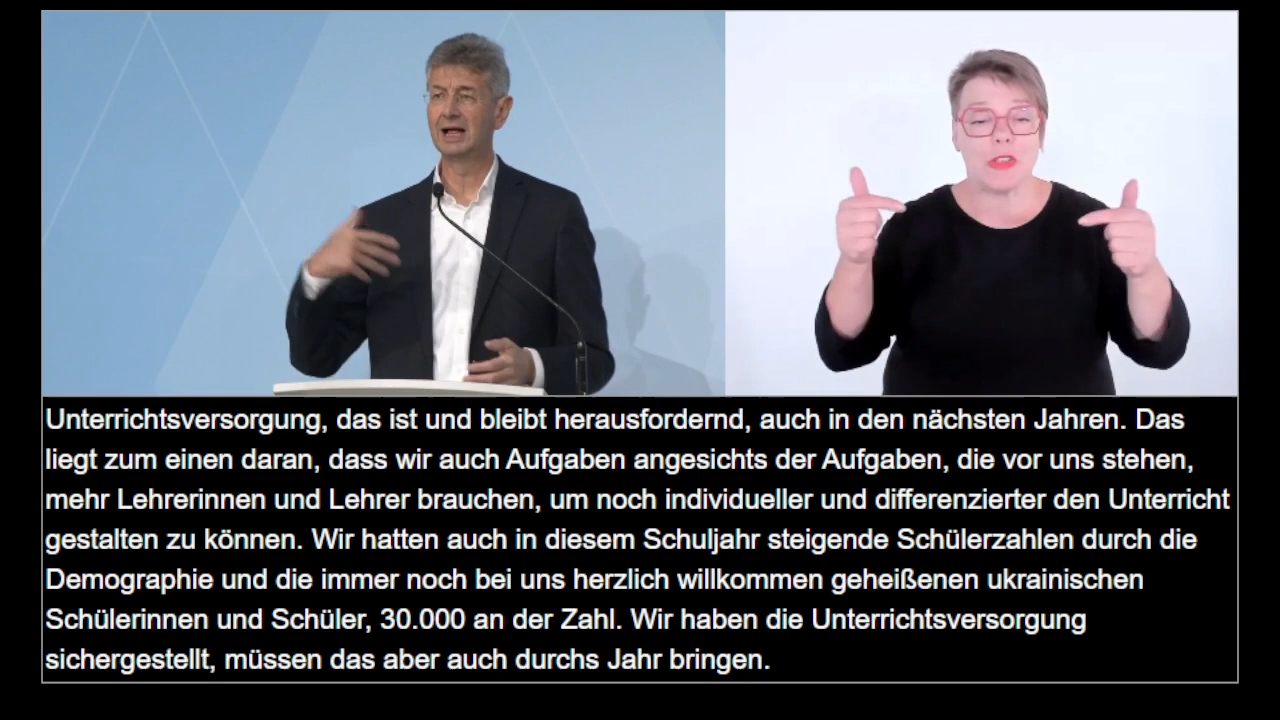 Unterrichtsversorgung, das ist und bleibt herausfordernd, auch in den nächsten Jahren. Das
liegt zum einen daran, dass wir auch Aufgaben angesichts der Aufgaben, die vor uns stehen,
mehr Lehrerinnen und Lehrer brauchen, um noch individueller und differenzierter den Unterricht
gestalten zu können. Wir hatten auch in diesem Schuljahr steigende Schülerzahlen durch die
Demographie und die immer noch bei uns herzlich willkommen geheißenen ukrainischen
Schülerinnen und Schüler, 30.000 an der Zahl. Wir haben die Unterrichtsversorgung
sichergestellt, müssen das aber auch durchs Jahr bringen.